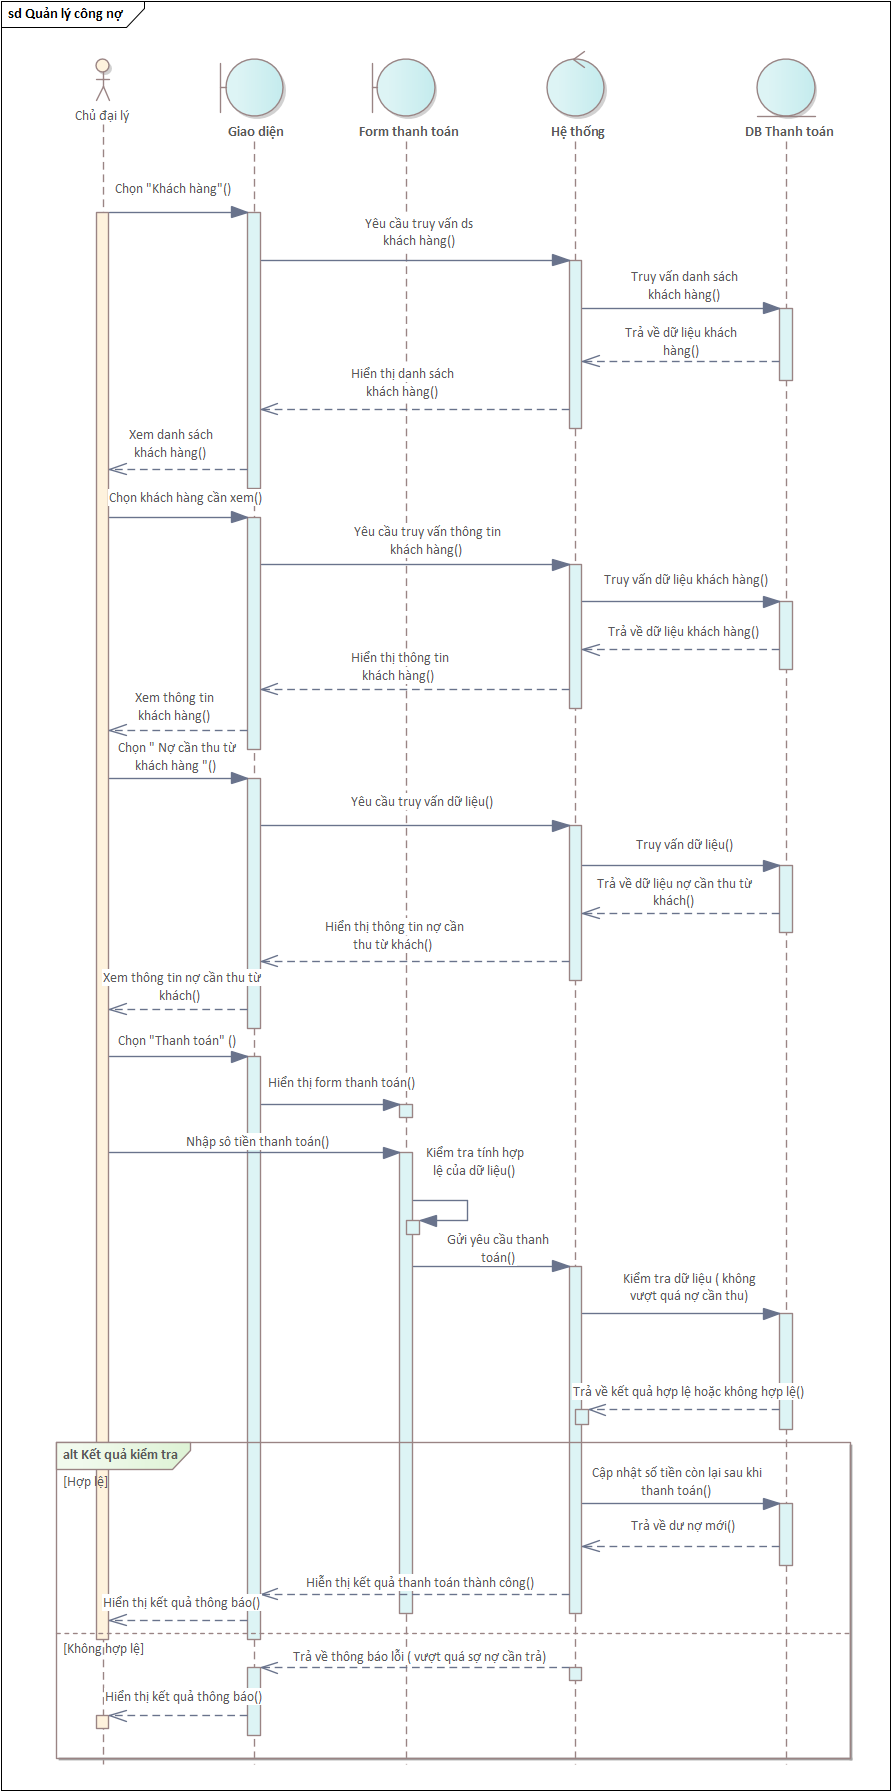 sd Quản lý công nợ
Chủ đại lý
Giao diện
Form thanh toán
Hệ thống
DB Thanh toán
Chọn "Khách hàng"()
Yêu cầu truy vấn ds
khách hàng()
Truy vấn danh sách
khách hàng()
Trả về dữ liệu khách
hàng()
Hiển thị danh sách
khách hàng()
Xem danh sách
khách hàng()
Chọn khách hàng cần xem()
Yêu cầu truy vấn thông tin
khách hàng()
Truy vấn dữ liệu khách hàng()
Trả về dữ liệu khách hàng()
Hiển thị thông tin
khách hàng()
Xem thông tin
khách hàng()
Chọn " Nợ cần thu từ
khách hàng "()
Yêu cầu truy vấn dữ liệu()
Truy vấn dữ liệu()
Trả về dữ liệu nợ cần thu từ
khách()
Hiển thị thông tin nợ cần
thu từ khách()
Xem thông tin nợ cần thu từ
khách()
Chọn "Thanh toán" ()
Hiển thị form thanh toán()
Nhập sô tiền thanh toán()
Kiểm tra tính hợp
lệ của dữ liệu()
Gửi yêu cầu thanh
toán()
Kiểm tra dữ liệu ( không
vượt quá nợ cần thu)
Trả về kết quả hợp lệ hoặc không hợp lệ()
alt Kết quả kiểm tra
[Hợp lệ]
Cập nhật số tiền còn lại sau khi
thanh toán()
Trả về dư nợ mới()
Hiễn thị kết quả thanh toán thành công()
Hiển thị kết quả thông báo()
[Không hợp lệ]
Trả về thông báo lỗi ( vượt quá sợ nợ cần trả)
Hiển thị kết quả thông báo()